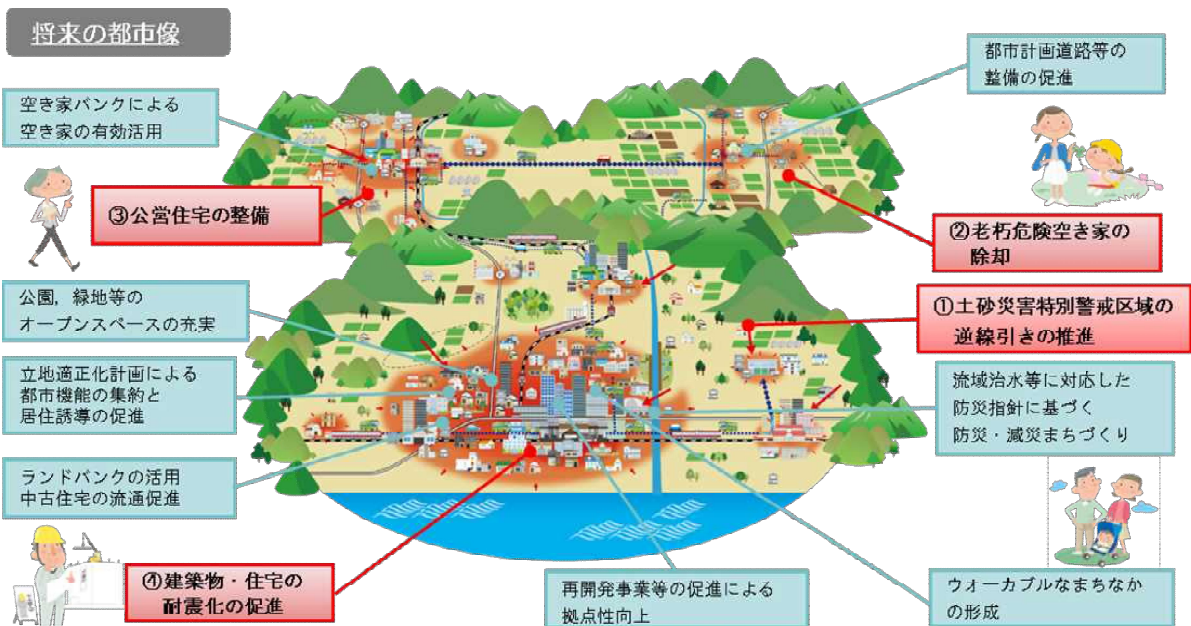 将来の都市像
都市計画道路等の
整備の促進
空き家バンクによる
空き家の有効活用
③公営住宅の整備
②老朽危険空き家の
除却
公園，緑地等の
オープンスペースの充実
①土砂災害特別警戒区域の
逆線引きの推進
立地適正化計画による
都市機能の集約と
居住誘導の促進
流域治水等に対応した
防災指針に基づく
防災・減災まちづくり
ランドバンクの活用
中古住宅の流通促進
④建築物・住宅の
耐震化の促進
再開発事業等の促進による
拠点性向上
ウォーカブルなまちなか
の形成